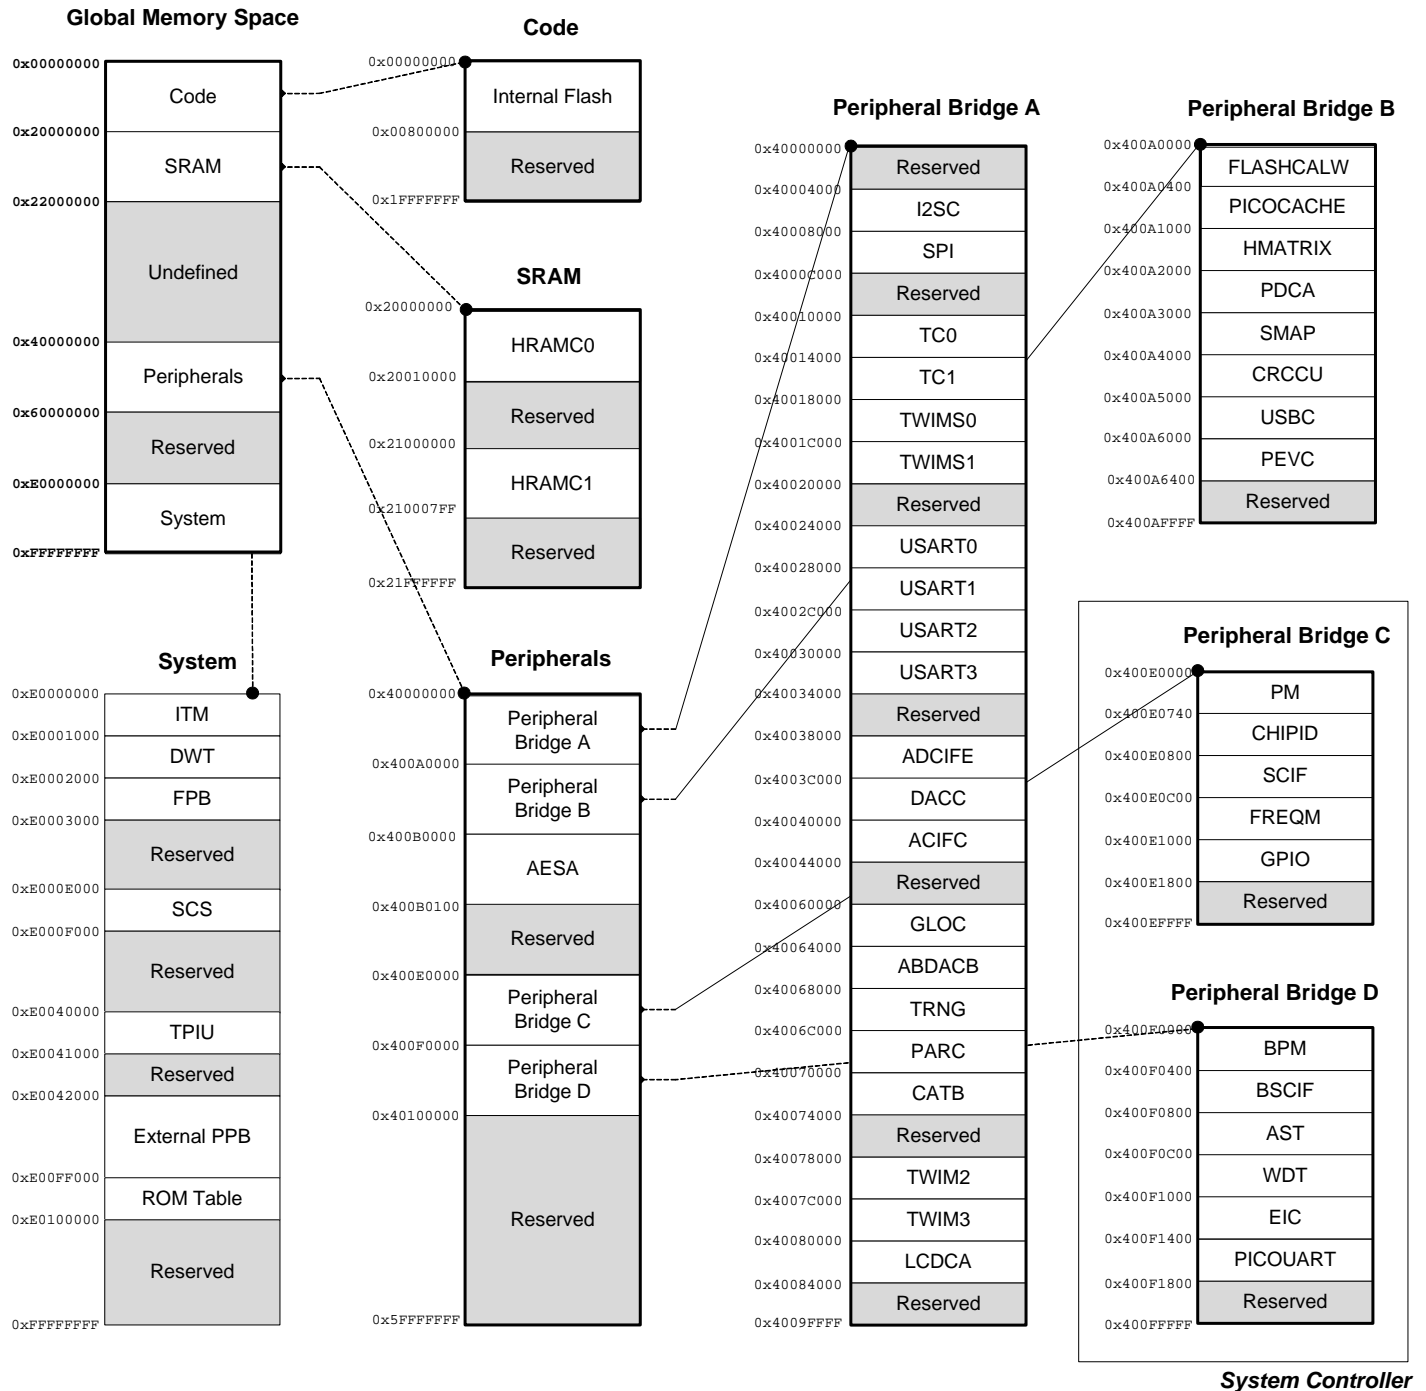 Global Memory Space
0x00000000
Code
0x20000000
SRAM
0x22000000
Undefined
0x40000000
Peripherals
0x60000000
Reserved
0xE0000000
System
0xFFFFFFFF
Code
0x00000000
Internal Flash
0x00800000
Reserved
0x1FFFFFFF
SRAM
0x20000000
HRAMC0
0x20010000
Reserved
0x21000000
HRAMC1
0x210007FF
Reserved
0x21FFFFFF
System
0xE0000000
ITM
0xE0001000
DWT
0xE0002000
FPB
0xE0003000
Reserved
0xE000E000
SCS
0xE000F000
Reserved
0xE0040000
TPIU
0xE0041000
Reserved
0xE0042000
External PPB
0xE00FF000
ROM Table
0xE0100000
Reserved
0xFFFFFFFF
Peripherals
0x40000000
Peripheral
Bridge A
0x400A0000
Peripheral
Bridge B
0x400B0000
AESA
0x400B0100
Reserved
0x400E0000
Peripheral
Bridge C
0x400F0000
Peripheral
Bridge D
0x40100000
Reserved
0x5FFFFFFF
Peripheral Bridge A
0x40000000
Reserved
0x40004000
I2SC
0x40008000
SPI
0x4000C000
Reserved
0x40010000
TC0
0x40014000
TC1
0x40018000
TWIMS0
0x4001C000
TWIMS1
0x40020000
Reserved
0x40024000
USART0
0x40028000
USART1
0x4002C000
USART2
0x40030000
USART3
0x40034000
Reserved
0x40038000
ADCIFE
0x4003C000
DACC
0x40040000
ACIFC
0x40044000
Reserved
0x40060000
GLOC
0x40064000
ABDACB
0x40068000
TRNG
0x4006C000
PARC
0x40070000
CATB
0x40074000
Reserved
0x40078000
TWIM2
0x4007C000
TWIM3
0x40080000
LCDCA
0x40084000
Reserved
0x4009FFFF
Peripheral Bridge B
0x400A0000
FLASHCALW
0x400A0400
PICOCACHE
0x400A1000
HMATRIX
0x400A2000
PDCA
0x400A3000
SMAP
0x400A4000
CRCCU
0x400A5000
USBC
0x400A6000
PEVC
0x400A6400
Reserved
0x400AFFFF
Peripheral Bridge C
0x400E0000
PM
0x400E0740
CHIPID
0x400E0800
SCIF
0x400E0C00
FREQM
0x400E1000
GPIO
0x400E1800
Reserved
0x400EFFFF
Peripheral Bridge D
0x400F0000
BPM
0x400F0400
BSCIF
0x400F0800
AST
0x400F0C00
WDT
0x400F1000
EIC
0x400F1400
PICOUART
0x400F1800
Reserved
0x400FFFFF
System Controller